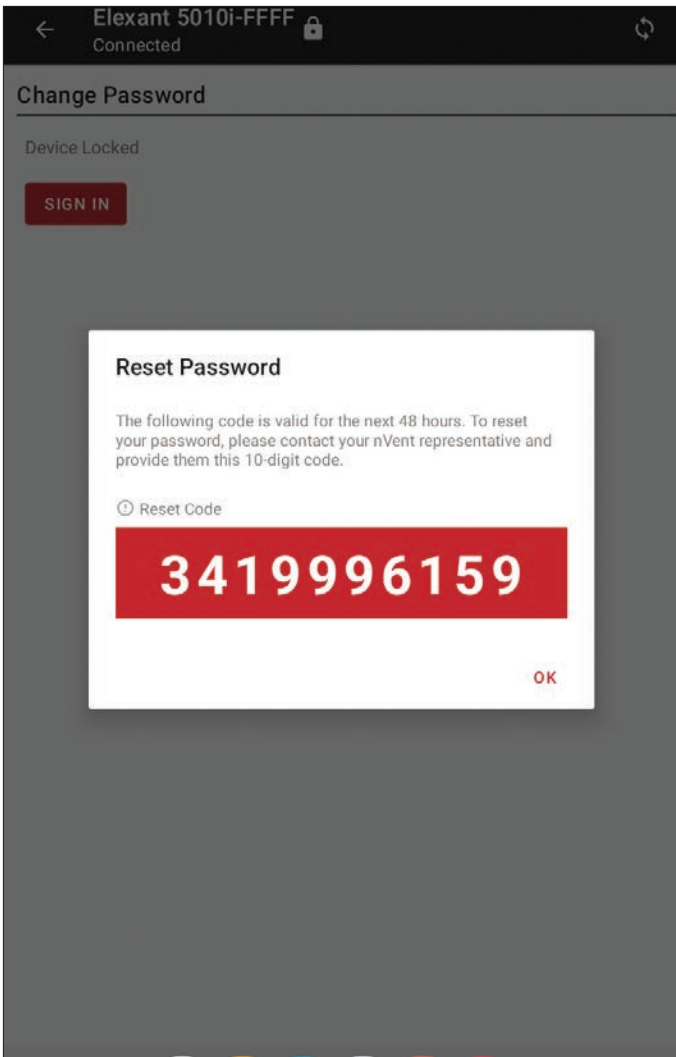 Elexant 5010i-FFFF
Connected
Change Password
Device Locked
SIGN IN
Reset Password
The following code is valid for the next 48 hours. To reset
your password, please contact your nVent representative and
provide them this 10-digit code.
Reset Code
3419996159
OK